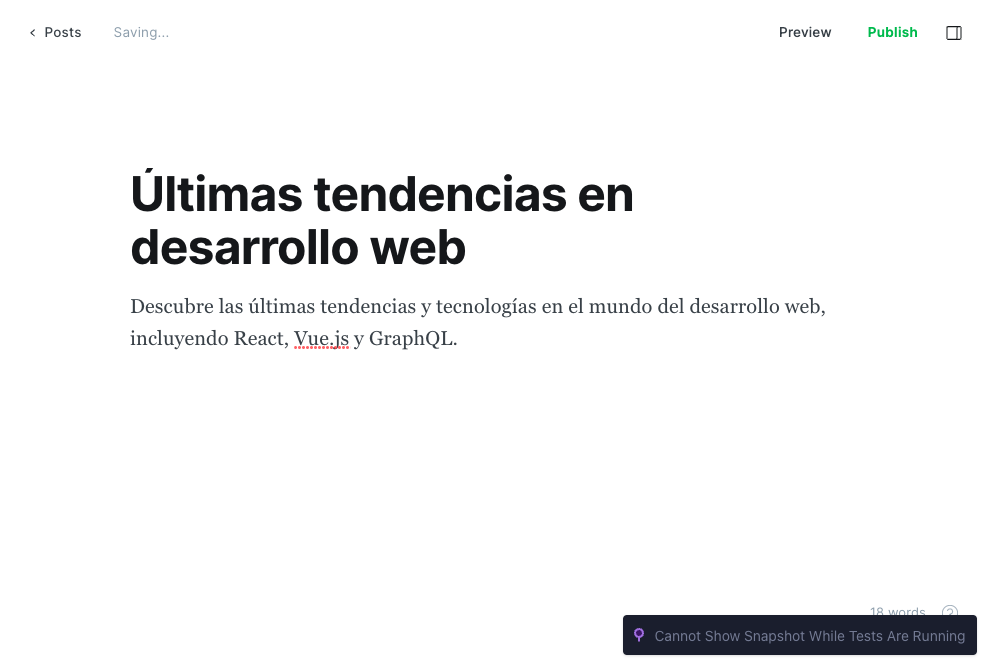 Posts
Saving...
Preview
Publish
Últimas tendencias en
desarrollo web
Descubre las últimas tendencias y tecnologías en el mundo del desarrollo web,
incluyendo React, Vue.js y GraphQL.
18 words
Cannot Show Snapshot While Tests Are Running